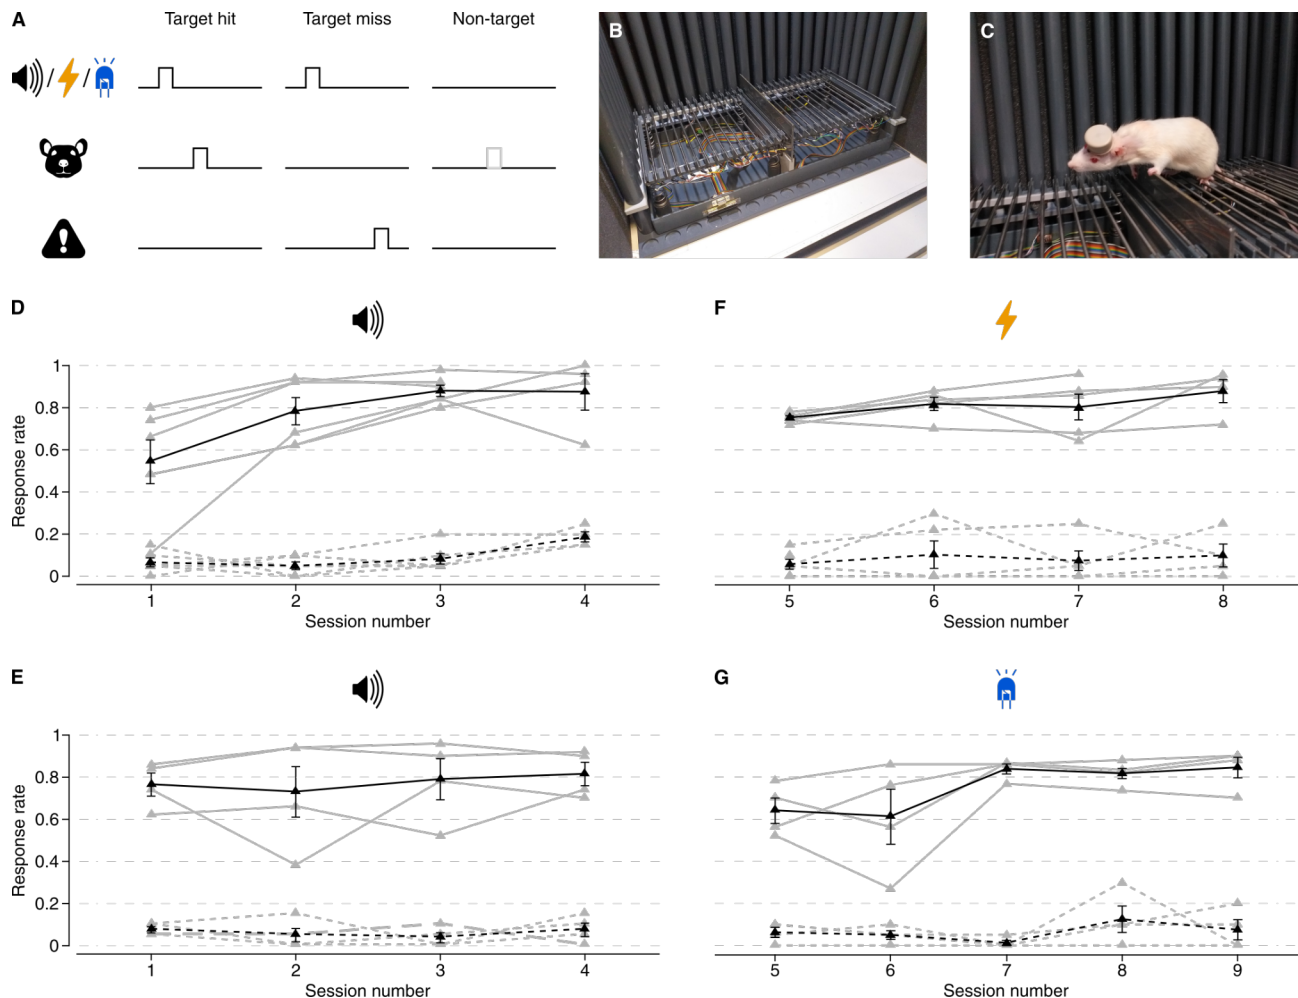 A
Target hit
Target miss
Non-target
/ /
B
C
D
Response rate
1
0.8
0.6
0.4
0.2
0
1 2 3 4
Session number
F
5 6 7 8
Session number
E
Response rate
1
0.8
0.6
0.4
0.2
0
1 2 3 4
Session number
G
5 6 7 8 9
Session number